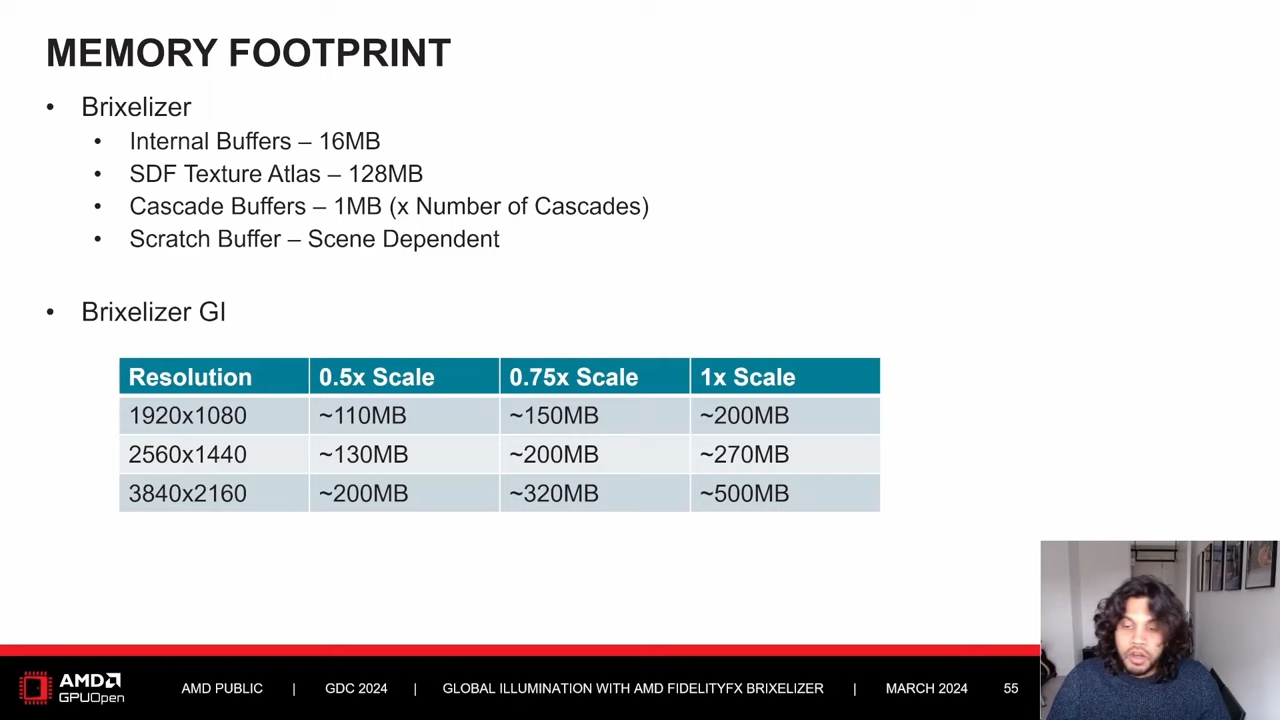 MEMORY FOOTPRINT
• Brixelizer
• Internal Buffers – 16MB
• SDF Texture Atlas – 128MB
• Cascade Buffers – 1MB (x Number of Cascades)
• Scratch Buffer – Scene Dependent
• Brixelizer GI
Resolution 0.5x Scale 0.75x Scale 1x Scale
1920x1080 ~110MB ~150MB ~200MB
2560x1440 ~130MB ~200MB ~270MB
3840x2160 ~200MB ~320MB ~500MB
AMD
GPUOpen
AMD PUBLIC | GDC 2024 | GLOBAL ILLUMINATION WITH AMD FIDELITYFX BRIXELIZER | MARCH 2024 55